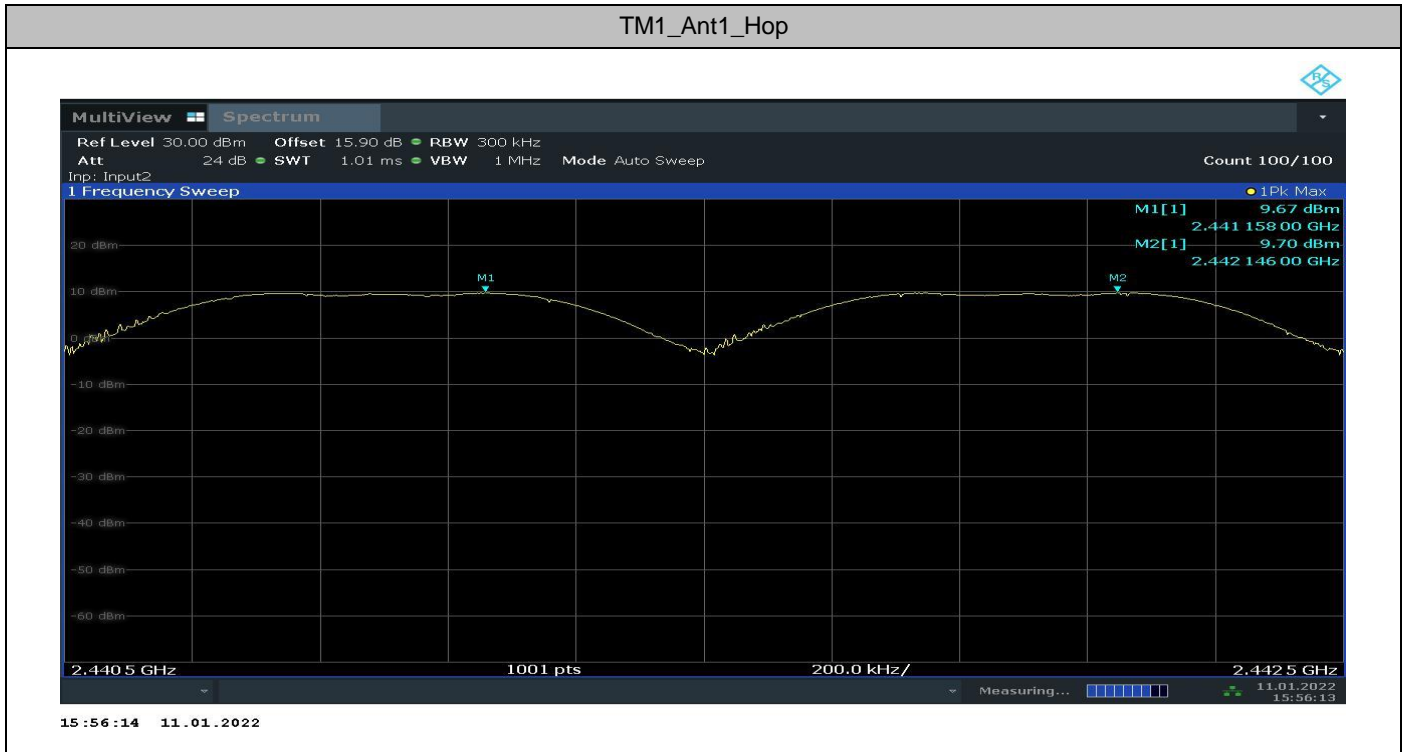 TM1_Ant1_Hop
R/S
MultiView Spectrum
Ref Level 30.00 dBm Offset 15.90 dB RBW 300 kHz
Att 24 dB SWT 1.01 ms VBW 1 MHz Mode Auto Sweep Count 100/100
Inp: Input2
1 Frequency Sweep 1Pk Max
M1[1] 9.67 dBm
2.441 158 00 GHz
20 dBm M2[1] 9.70 dBm
2.442 146 00 GHz
M1 M2
10 dBm
0 dBm
-10 dBm
-20 dBm
-30 dBm
-40 dBm
-50 dBm
-60 dBm
2.440 5 GHz 1001 pts 200.0 kHz/ 2.442 5 GHz
Measuring... 11.01.2022
15:56:13
15:56:14 11.01.2022